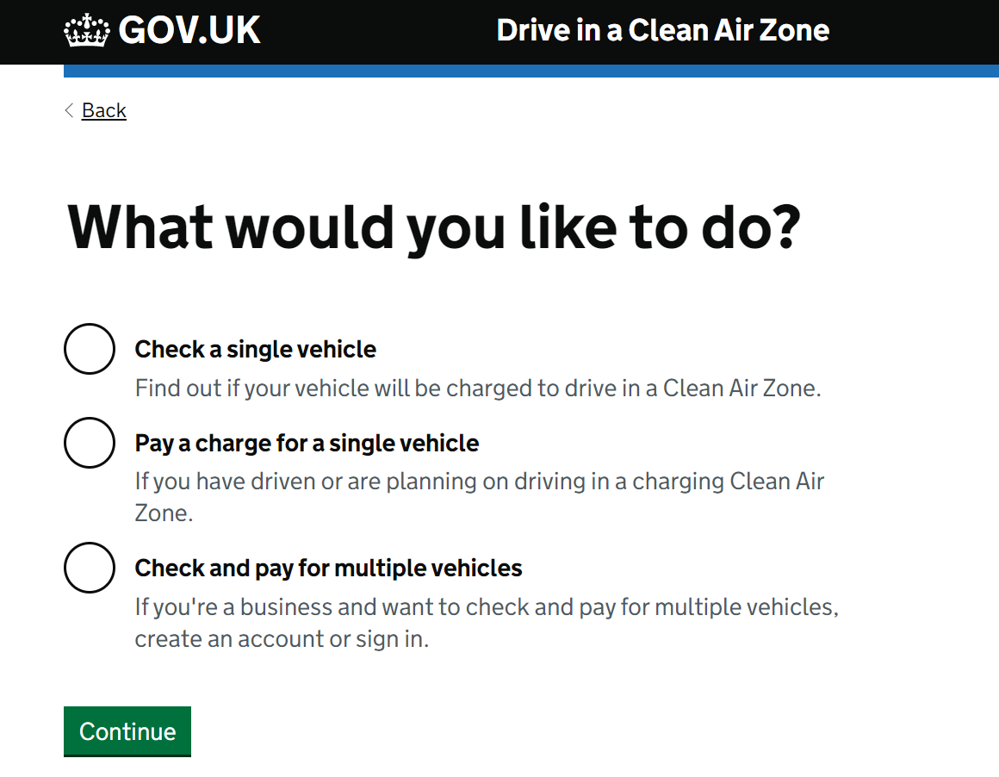 GOV.UK
Drive in a Clean Air Zone
Back
What would you like to do?
Check a single vehicle
Find out if your vehicle will be charged to drive in a Clean Air Zone.
Pay a charge for a single vehicle
If you have driven or are planning on driving in a charging Clean Air
Zone.
Check and pay for multiple vehicles
If you're a business and want to check and pay for multiple vehicles,
create an account or sign in.
Continue